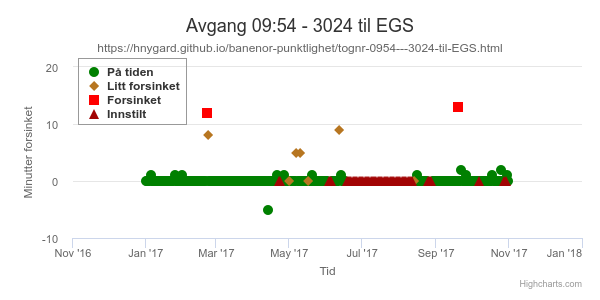 Avgang 09:54 - 3024 til EGS
https://hnygard.github.io/banenor-punktlighet/tognr-0954---3024-til-EGS.html
Minutter forsinket
20
10
0
-10
På tiden
Litt forsinket
Forsinket
Innstilt
Nov '16 Jan '17 Mar '17 May '17 Jul '17 Sep '17 Nov '17 Jan '18
Tid
Highcharts.com